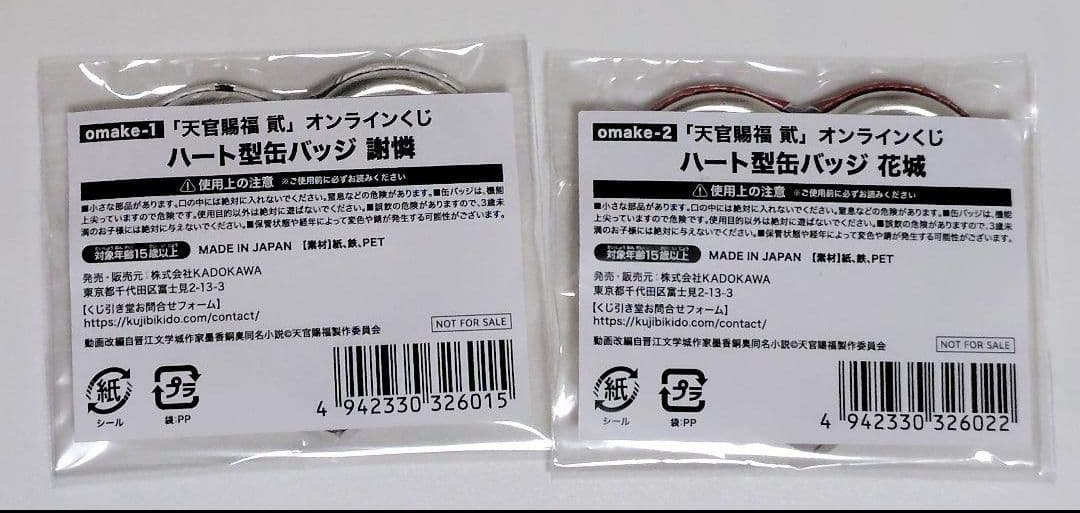 omake-1 「天官賜福 貮」オンラインくじ
ハート型缶バッジ 謝憐
⚠使用上の注意 ※ご使用前に必ずお読みください
■小さな部品があります。口の中には絶対に入れないでください。窒息などの危険があります。■缶バッジは、機能
上尖っていますので危険です。使用目的以外は絶対に遊ばないでください。■誤飲の危険がありますので、3歳未
満のお子様には絶対に与えないでください。■保管状態や経年によって変色や錆が発生する可能性がございます。
対象年齢15歳以上 MADE IN JAPAN 【素材】紙、鉄、PET
発売・販売元:株式会社KADOKAWA
東京都千代田区富士見2-13-3
【くじ引き堂お問合せフォーム】
https://kujibikido.com/contact/
NOT FOR SALE
動画改編自晋江文学城作家墨香銅臭同名小説©天官賜福製作委員会
紙
シール
プラ
袋:PP
4 942330 326015
omake-2 「天官賜福 貮」オンラインくじ
ハート型缶バッジ 花城
⚠使用上の注意 ※ご使用前に必ずお読みください
■小さな部品があります。口の中には絶対に入れないでください。窒息などの危険があります。■缶バッジは、機能
上尖っていますので危険です。使用目的以外は絶対に遊ばないでください。■誤飲の危険がありますので、3歳未
満のお子様には絶対に与えないでください。■保管状態や経年によって変色や錆が発生する可能性がございます。
対象年齢15歳以上 MADE IN JAPAN 【素材】紙、鉄、PET
発売・販売元:株式会社KADOKAWA
東京都千代田区富士見2-13-3
【くじ引き堂お問合せフォーム】
https://kujibikido.com/contact/
NOT FOR SALE
動画改編自晋江文学城作家墨香銅臭同名小説©天官賜福製作委員会
紙
シール
プラ
袋:PP
4 942330 326022